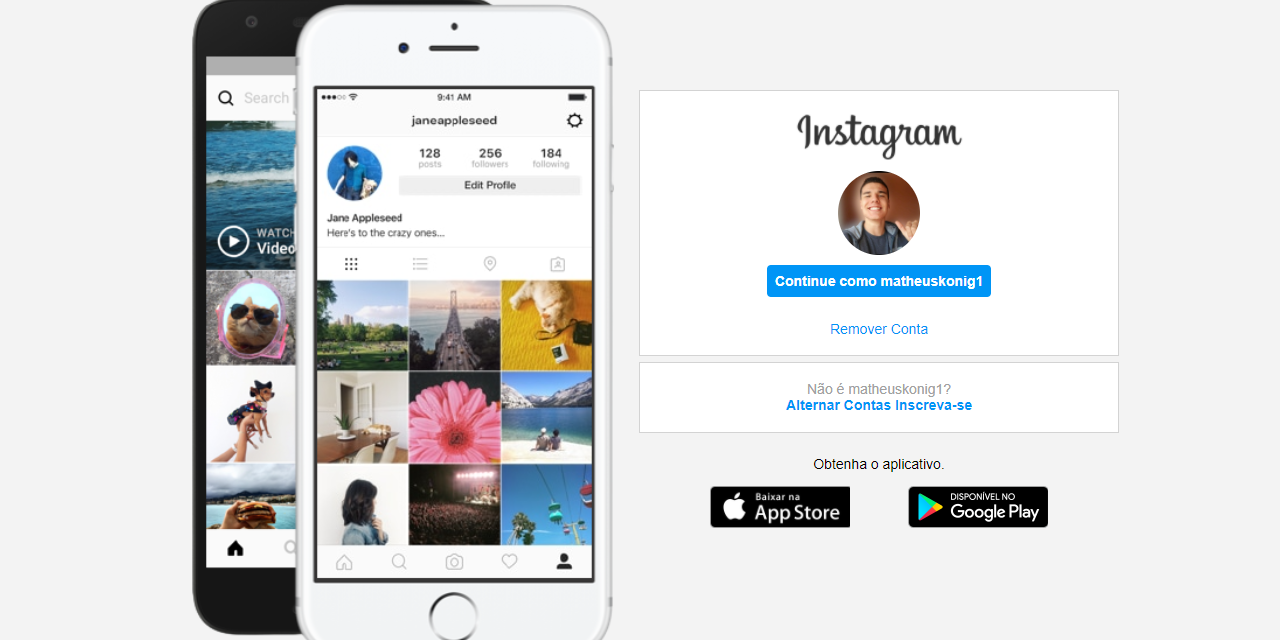 Search
WATCH
Video
9:41 AM
janeappleseed
128
256
184
posts
followers
following
Edit Profile
Jane Appleseed
Here's to the crazy ones...
Instagram
Continue como matheuskonig1
Remover Conta
Não é matheuskonig1?
Alternar Contas Inscreva-se
Obtenha o aplicativo.
Baixar na
App Store
DISPONÍVEL NO
Google Play